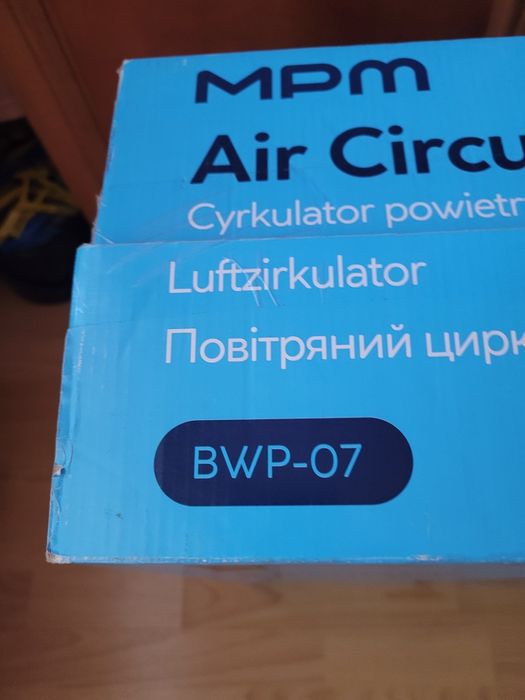 MPM
Air Circu
Cyrkulator powietr
Luftzirkulator
Повітряний цирк
BWP-07